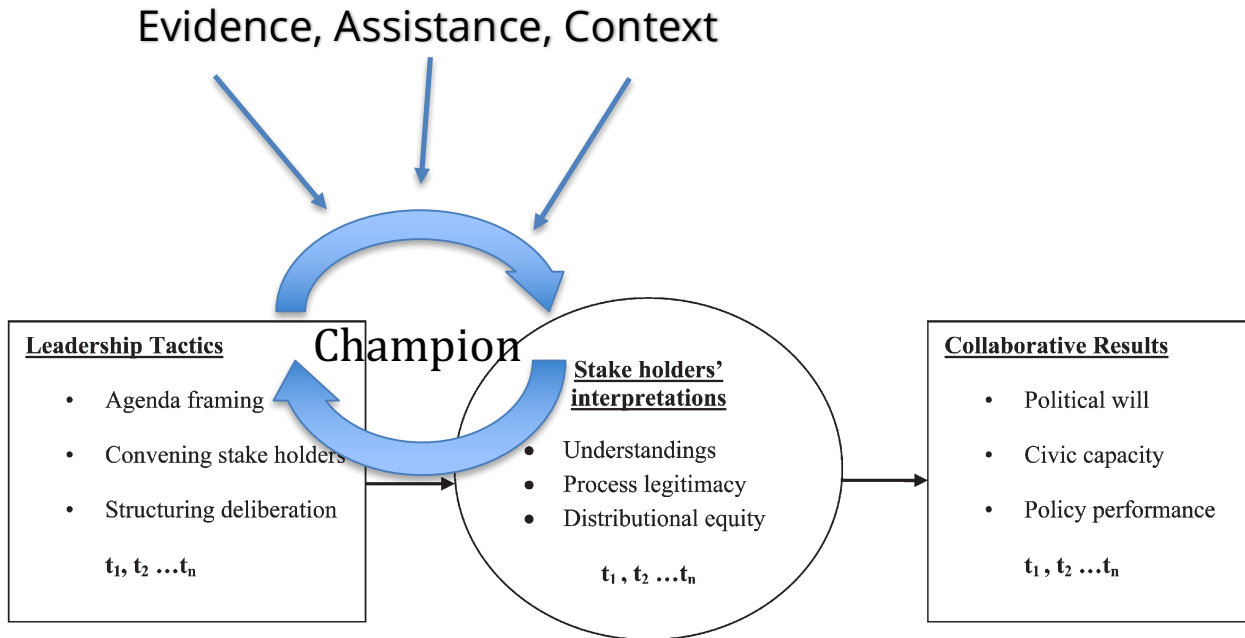 Evidence, Assistance, Context
Champion
Leadership Tactics
• Agenda framing
• Convening stake holders
• Structuring deliberation
t₁, t₂ …tₙ
Stake holders’
interpretations
• Understandings
• Process legitimacy
• Distributional equity
t₁ , t₂ …tₙ
Collaborative Results
• Political will
• Civic capacity
• Policy performance
t₁ , t₂ …tₙ